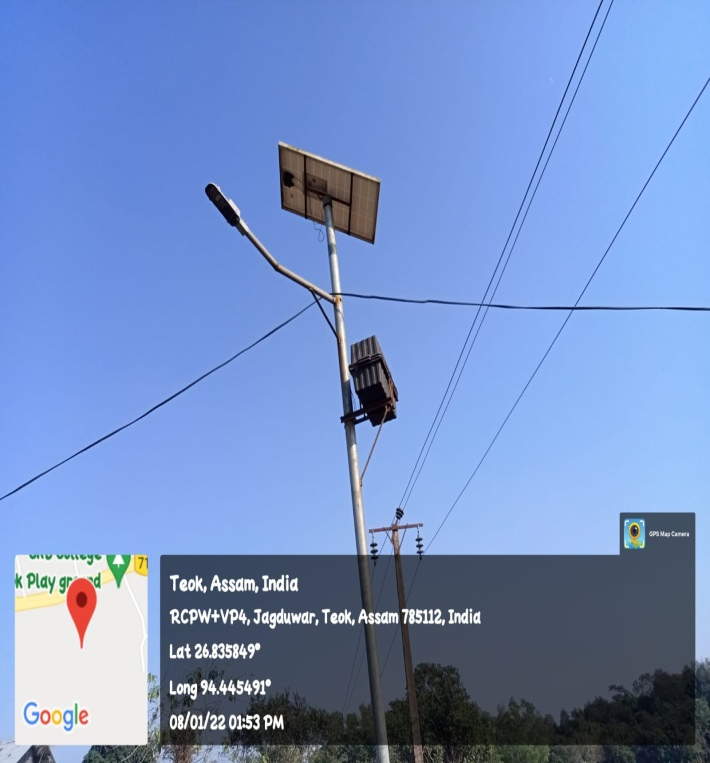 GPS Map Camera
k Play ground
71
Google
Teok, Assam, India
RCPW+VP4, Jagduwar, Teok, Assam 785112, India
Lat 26.835849°
Long 94.445491°
08/01/22 01:53 PM